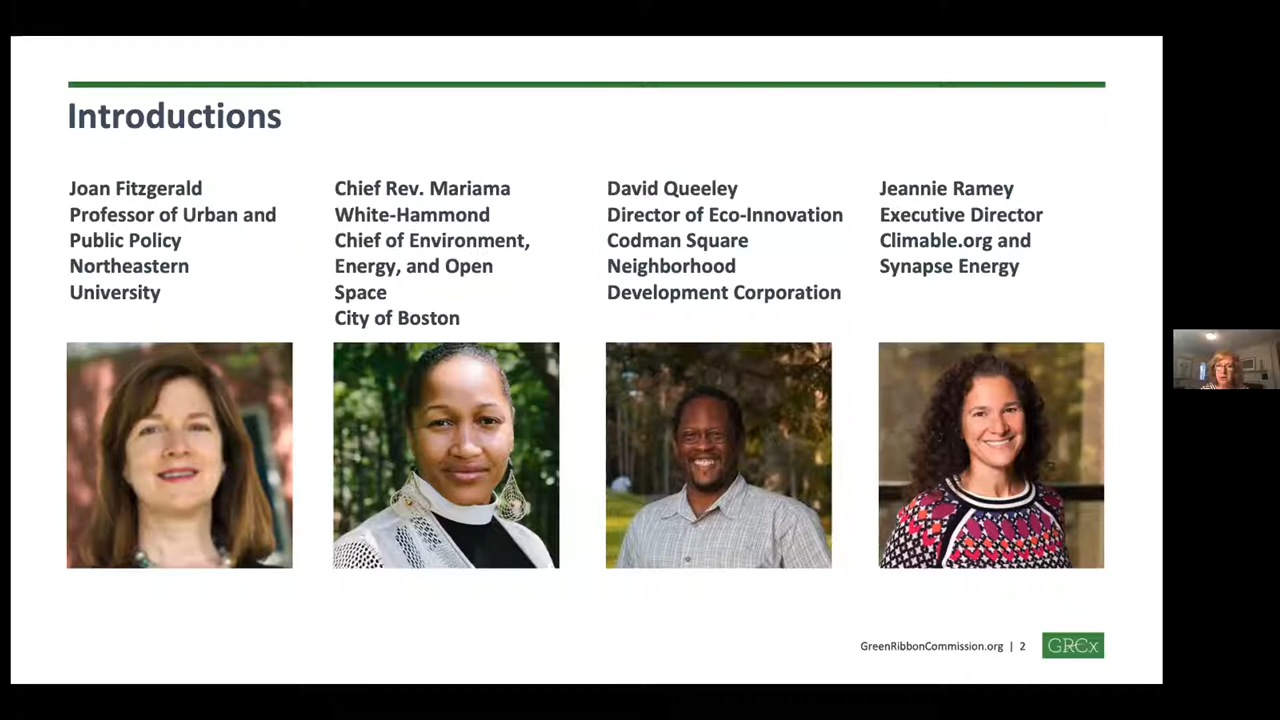 Introductions
Joan Fitzgerald
Professor of Urban and
Public Policy
Northeastern
University
Chief Rev. Mariama
White-Hammond
Chief of Environment,
Energy, and Open
Space
City of Boston
David Queeley
Director of Eco-Innovation
Codman Square
Neighborhood
Development Corporation
Jeannie Ramey
Executive Director
Climable.org and
Synapse Energy
GreenRibbonCommission.org | 2
GRCx